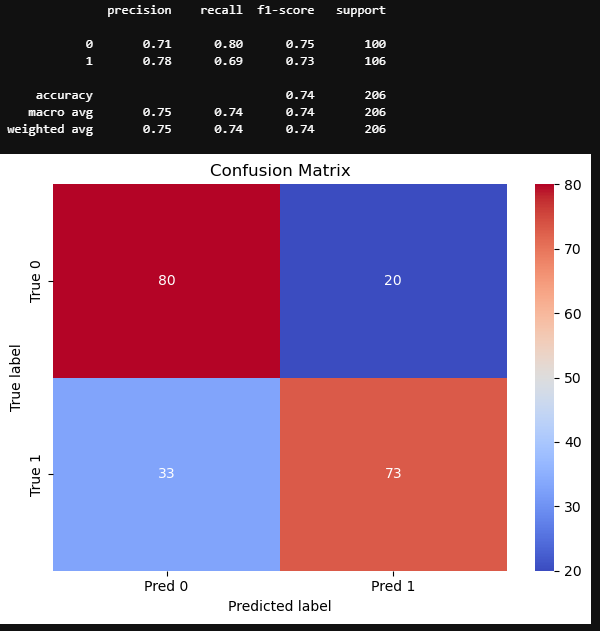 precision recall f1-score support
0 0.71 0.80 0.75 100
1 0.78 0.69 0.73 106
accuracy 0.74 206
macro avg 0.75 0.74 0.74 206
weighted avg 0.75 0.74 0.74 206
Confusion Matrix
True label
True 0
True 1
80 20
33 73
Pred 0 Pred 1
Predicted label
80
70
60
50
40
30
20